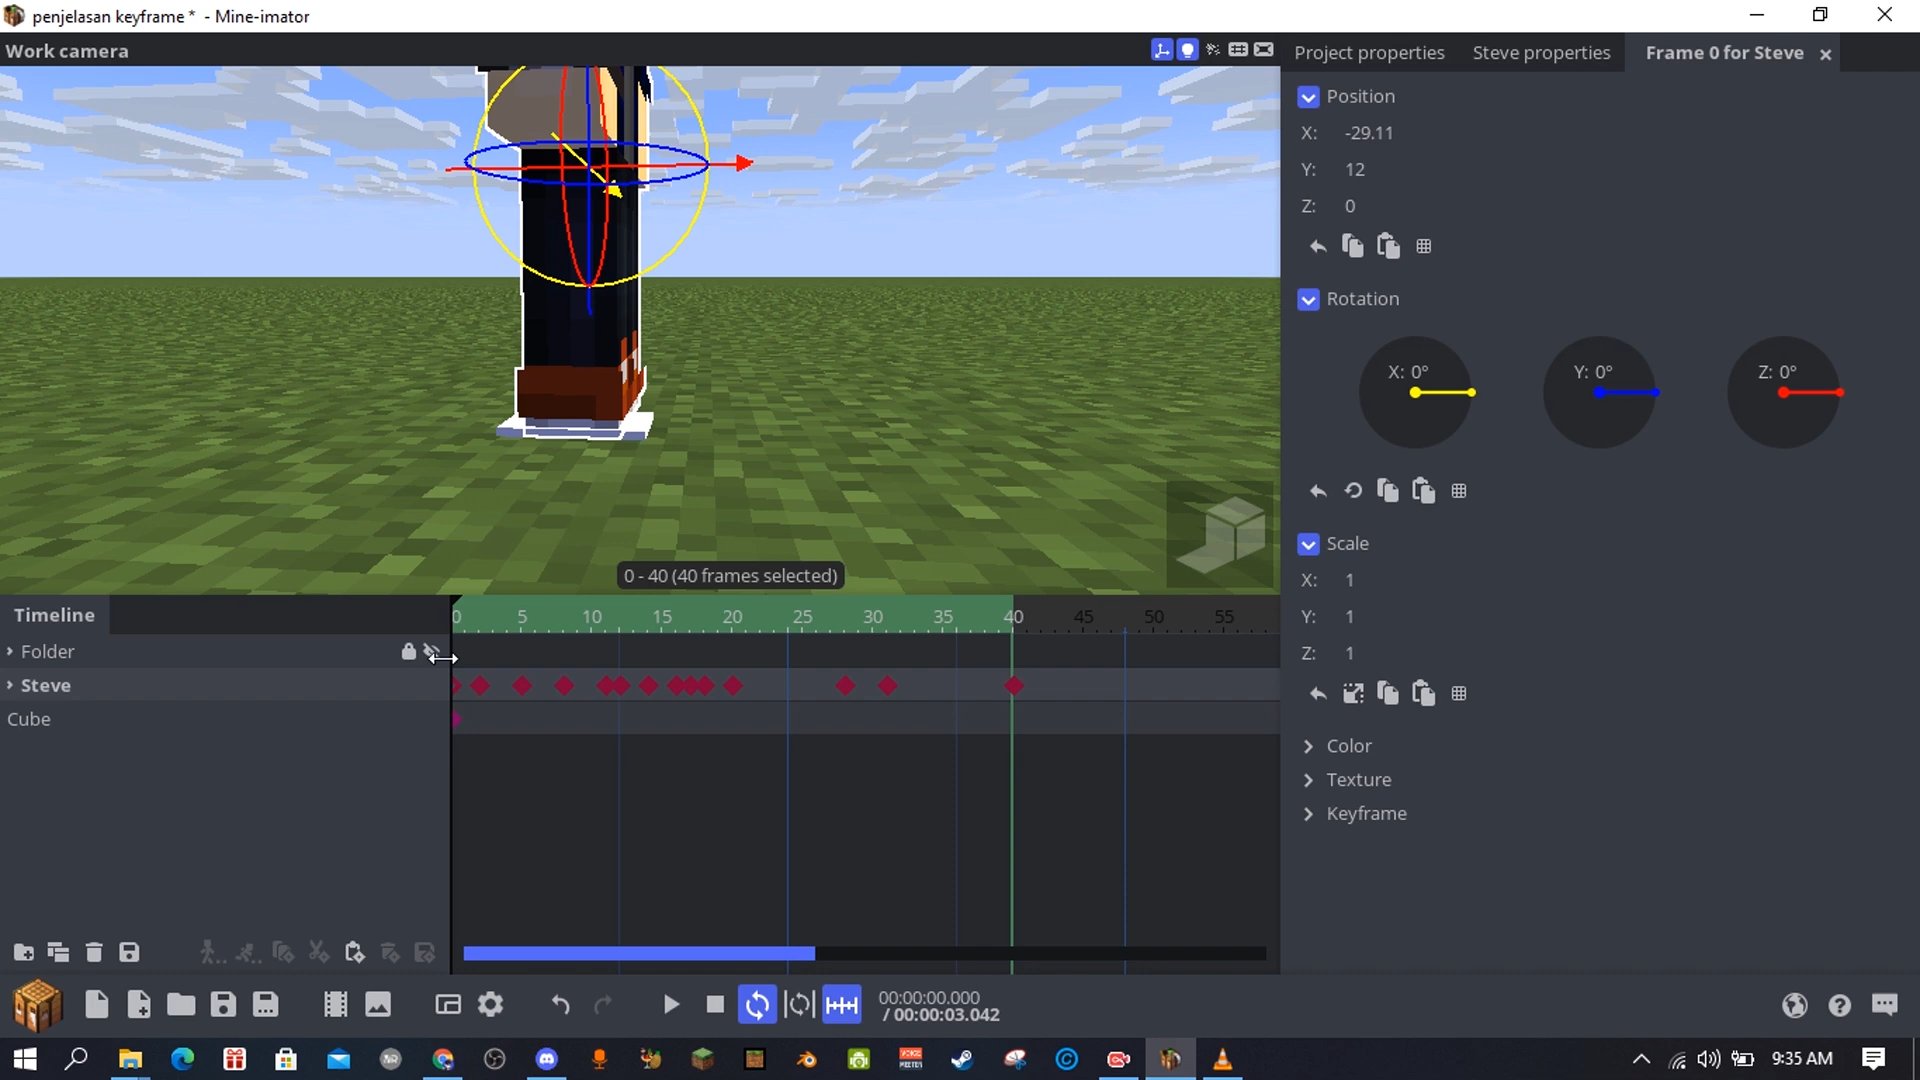 penjelasan keyframe * - Mine-imator
Work camera
Project properties
Steve properties
Frame 0 for Steve
Position
X: -29.11
Y: 12
Z: 0
Rotation
X: 0° Y: 0° Z: 0°
Scale
X: 1
Y: 1
Z: 1
Color
Texture
Keyframe
0 - 40 (40 frames selected)
Timeline
0 5 10 15 20 25 30 35 40 45 50 55
Folder
Steve
Cube
00:00:00.000
/ 00:00:03.042
VOICE
MEETER
9:35 AM